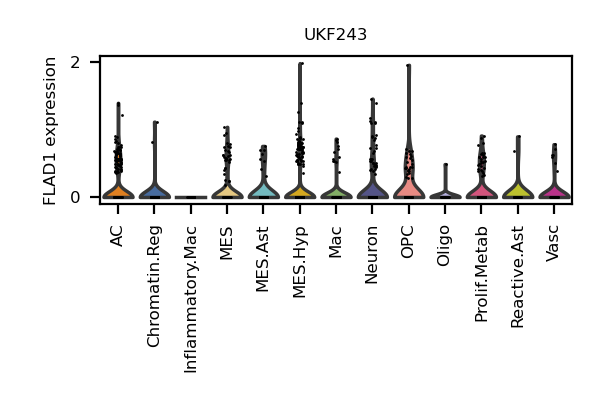 UKF243
FLAD1 expression
2
0
AC
Chromatin.Reg
Inflammatory.Mac
MES
MES.Ast
MES.Hyp
Mac
Neuron
OPC
Oligo
Prolif.Metab
Reactive.Ast
Vasc